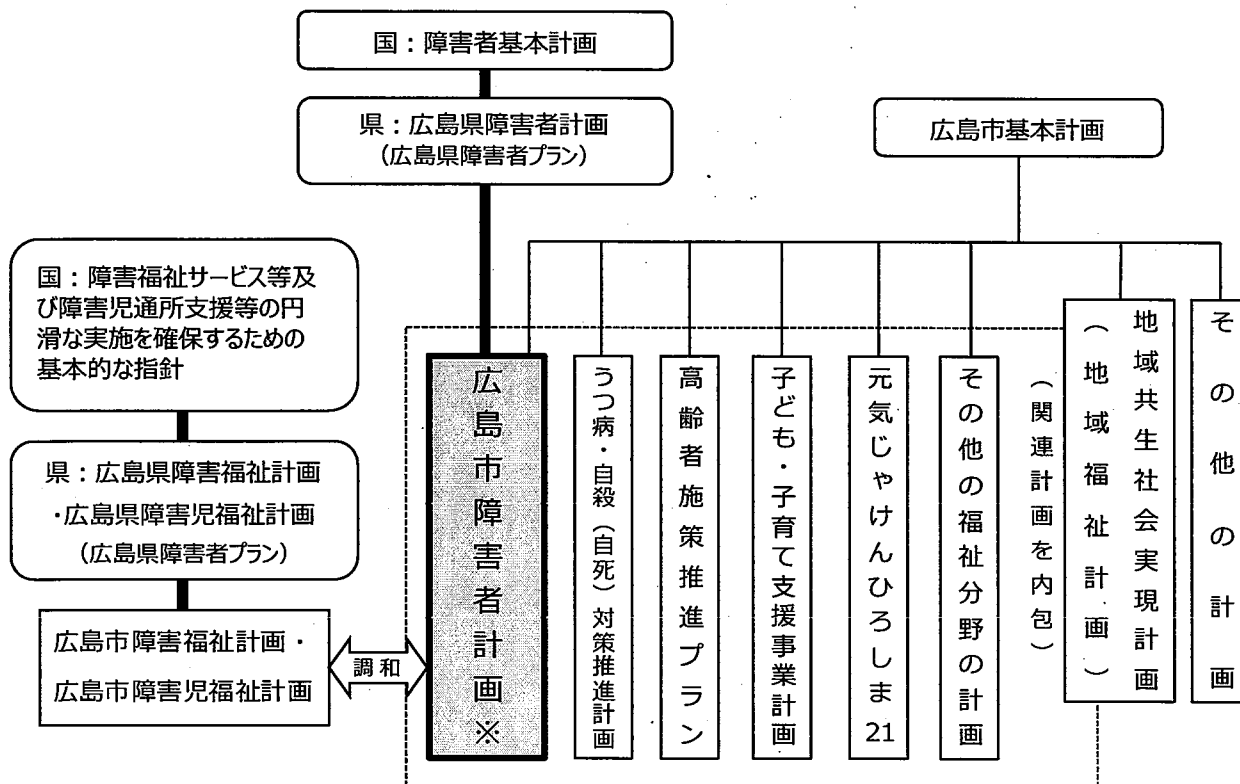 国：障害者基本計画
県：広島県障害者計画
（広島県障害者プラン）
広島市基本計画
国：障害福祉サービス等及
び障害児通所支援等の円
滑な実施を確保するための
基本的な指針
県：広島県障害福祉計画
・広島県障害児福祉計画
（広島県障害者プラン）
広島市障害福祉計画・
広島市障害児福祉計画
調和
広島市障害者計画※
うつ病・自殺（自死）対策推進計画
高齢者施策推進プラン
子ども・子育て支援事業計画
元気じゃけんひろしま21
その他の福祉分野の計画
（関連計画を内包）
地域共生社会実現計画
（地域福祉計画）
その他の計画